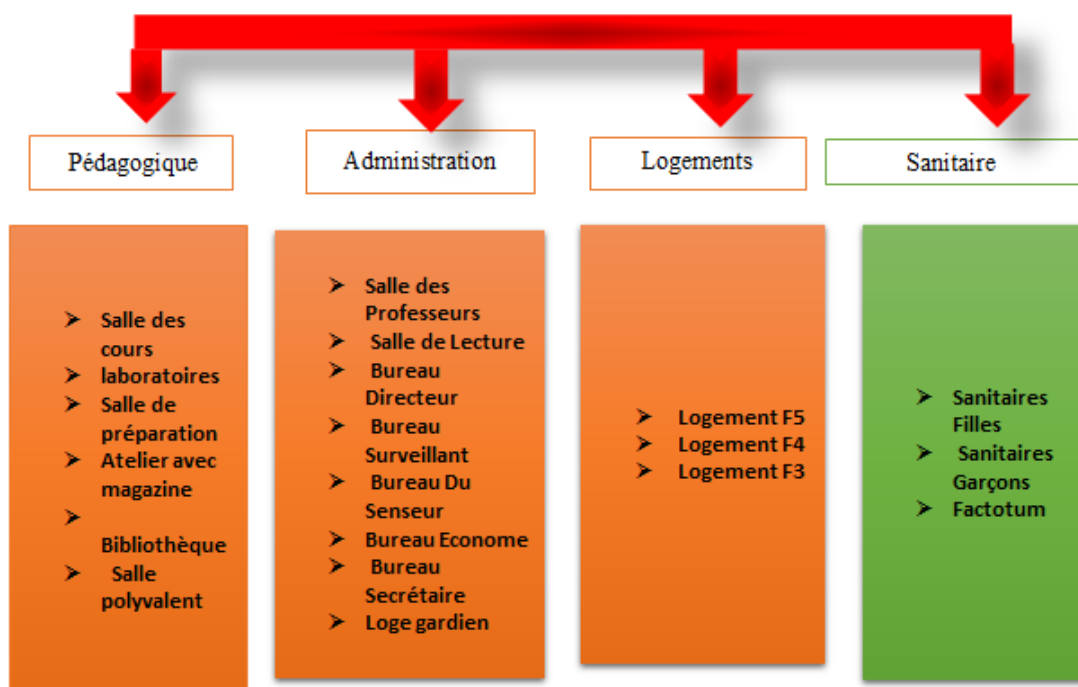 Pédagogique
Administration
Logements
Sanitaire
➢ Salle des
cours
➢ laboratoires
➢ Salle de
préparation
➢ Atelier avec
magazine
➢
Bibliothèque
➢ Salle
polyvalent
➢ Salle des
Professeurs
➢ Salle de Lecture
➢ Bureau
Directeur
➢ Bureau
Surveillant
➢ Bureau Du
Senseur
➢ Bureau Econome
➢ Bureau
Secrétaire
➢ Loge gardien
➢ Logement F5
➢ Logement F4
➢ Logement F3
➢ Sanitaires
Filles
➢ Sanitaires
Garçons
➢ Factotum